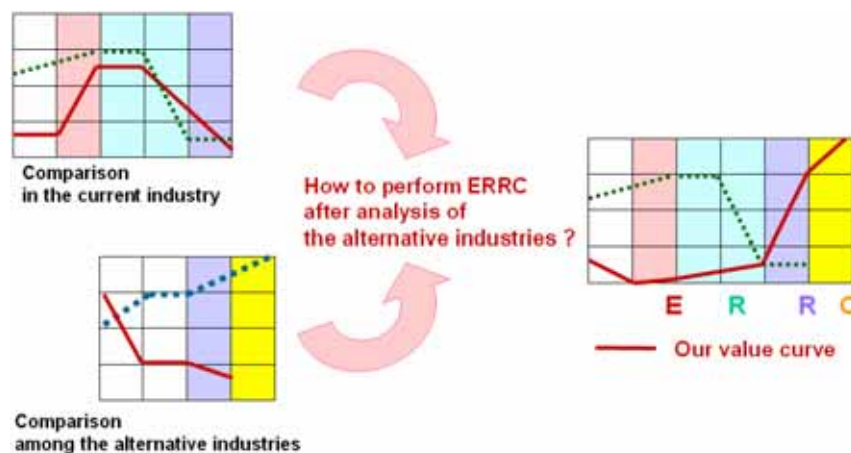 Comparison
in the current industry
How to perform ERRC
after analysis of
the alternative industries ?
Comparison
among the alternative industries
E R R C
Our value curve